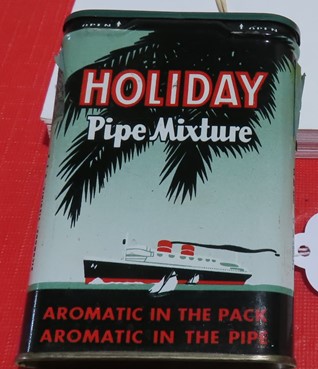 OPEN OPEN
HOLIDAY
Pipe Mixture
AROMATIC IN THE PACK
AROMATIC IN THE PIPE